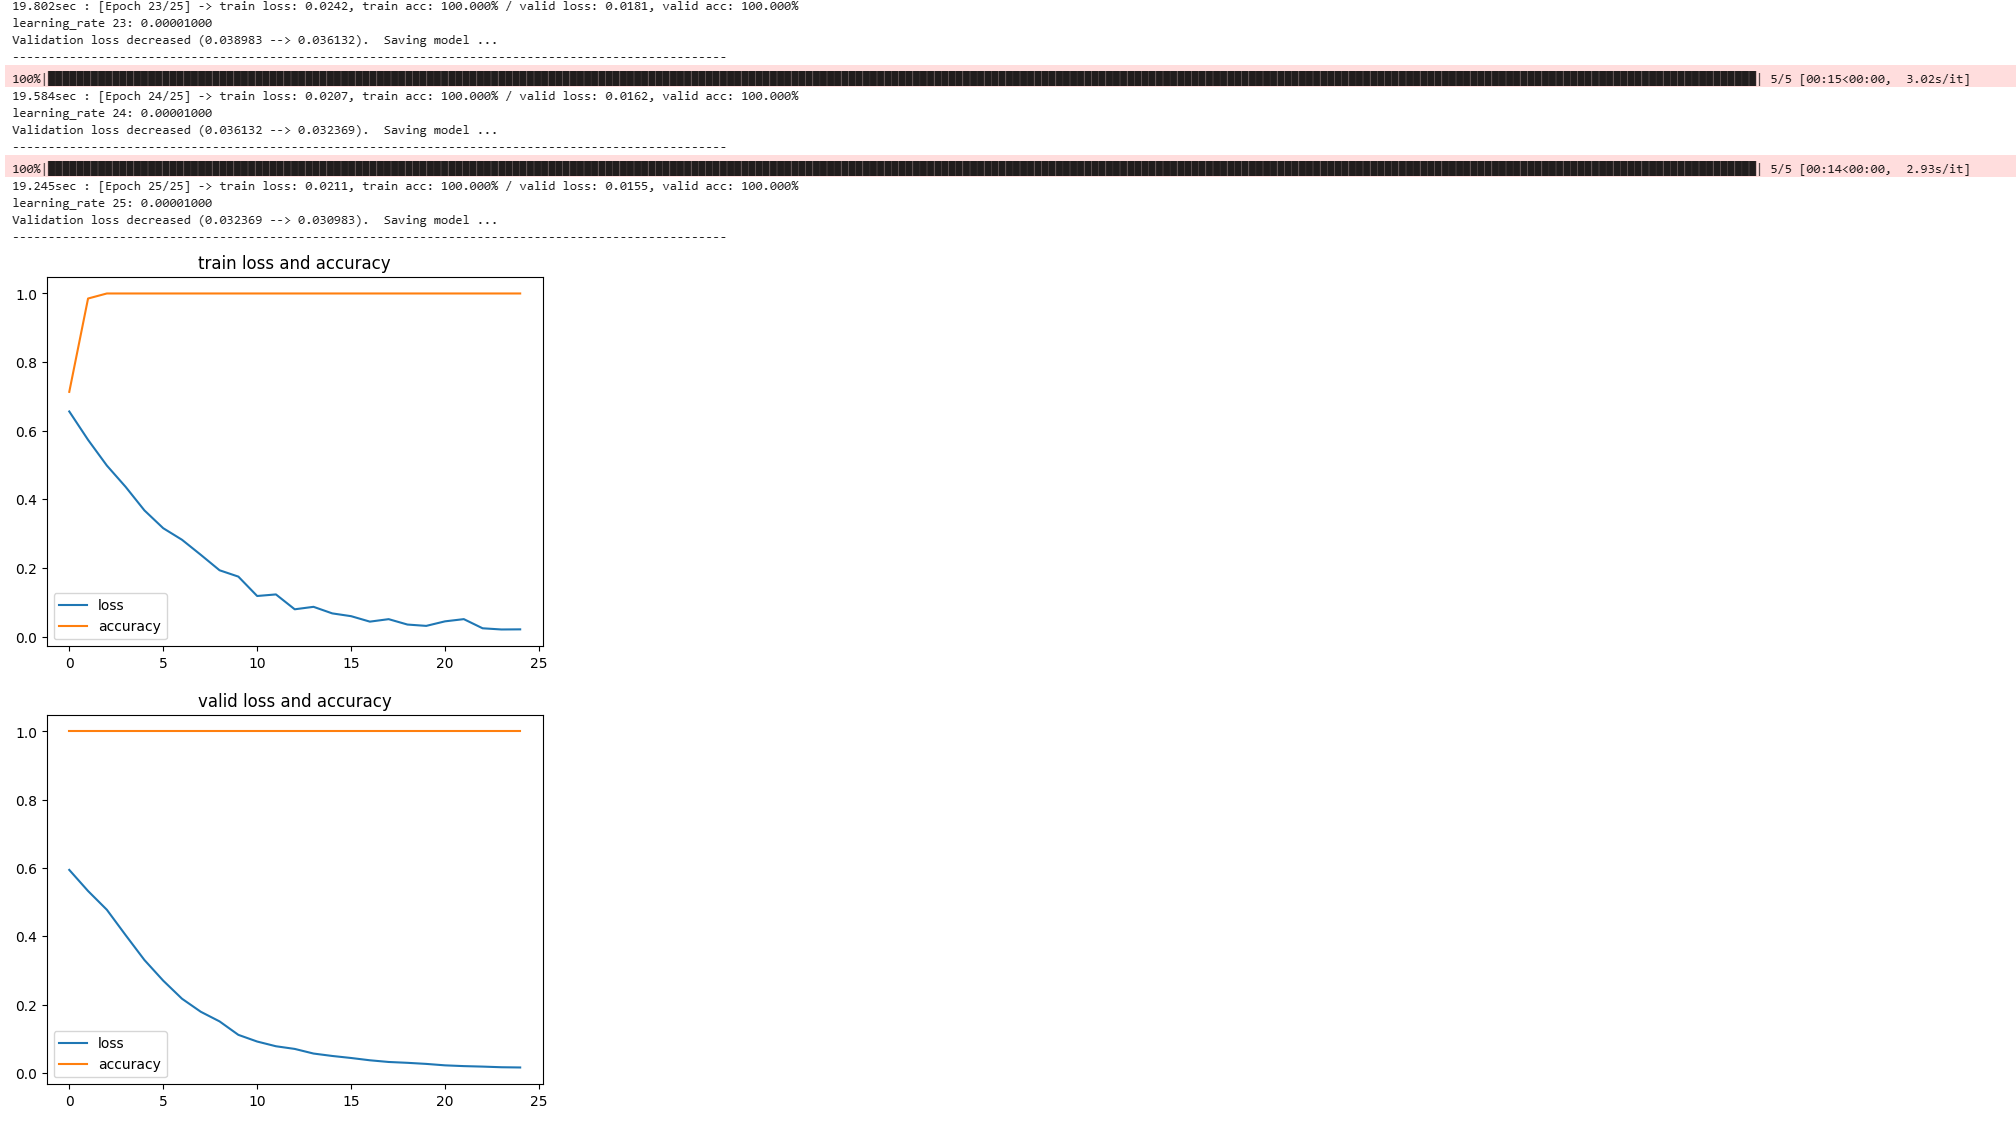 19.802sec : [Epoch 23/25] -> train loss: 0.0242, train acc: 100.000% / valid loss: 0.0181, valid acc: 100.000%
learning_rate 23: 0.00001000
Validation loss decreased (0.038983 --> 0.036132).  Saving model ...
----------------------------------------------------------------------------------------------------
100%|██████████| 5/5 [00:15<00:00,  3.02s/it]
19.584sec : [Epoch 24/25] -> train loss: 0.0207, train acc: 100.000% / valid loss: 0.0162, valid acc: 100.000%
learning_rate 24: 0.00001000
Validation loss decreased (0.036132 --> 0.032369).  Saving model ...
----------------------------------------------------------------------------------------------------
100%|██████████| 5/5 [00:14<00:00,  2.93s/it]
19.245sec : [Epoch 25/25] -> train loss: 0.0211, train acc: 100.000% / valid loss: 0.0155, valid acc: 100.000%
learning_rate 25: 0.00001000
Validation loss decreased (0.032369 --> 0.030983).  Saving model ...
----------------------------------------------------------------------------------------------------
train loss and accuracy
1.0
0.8
0.6
0.4
0.2
0.0
loss
accuracy
0 5 10 15 20 25
valid loss and accuracy
1.0
0.8
0.6
0.4
0.2
0.0
loss
accuracy
0 5 10 15 20 25